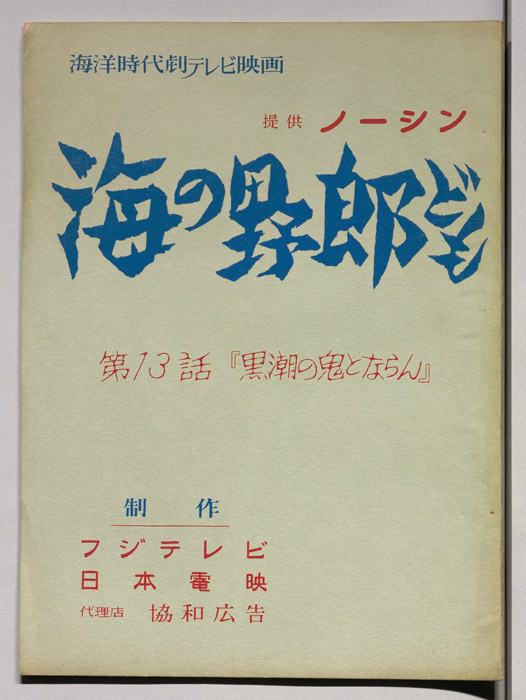 海洋時代劇テレビ映画
提供 ノーシン
海の野郎ども
第13話『黒潮の鬼とならん』
制作
フジテレビ
日本電映
代理店 協和広告